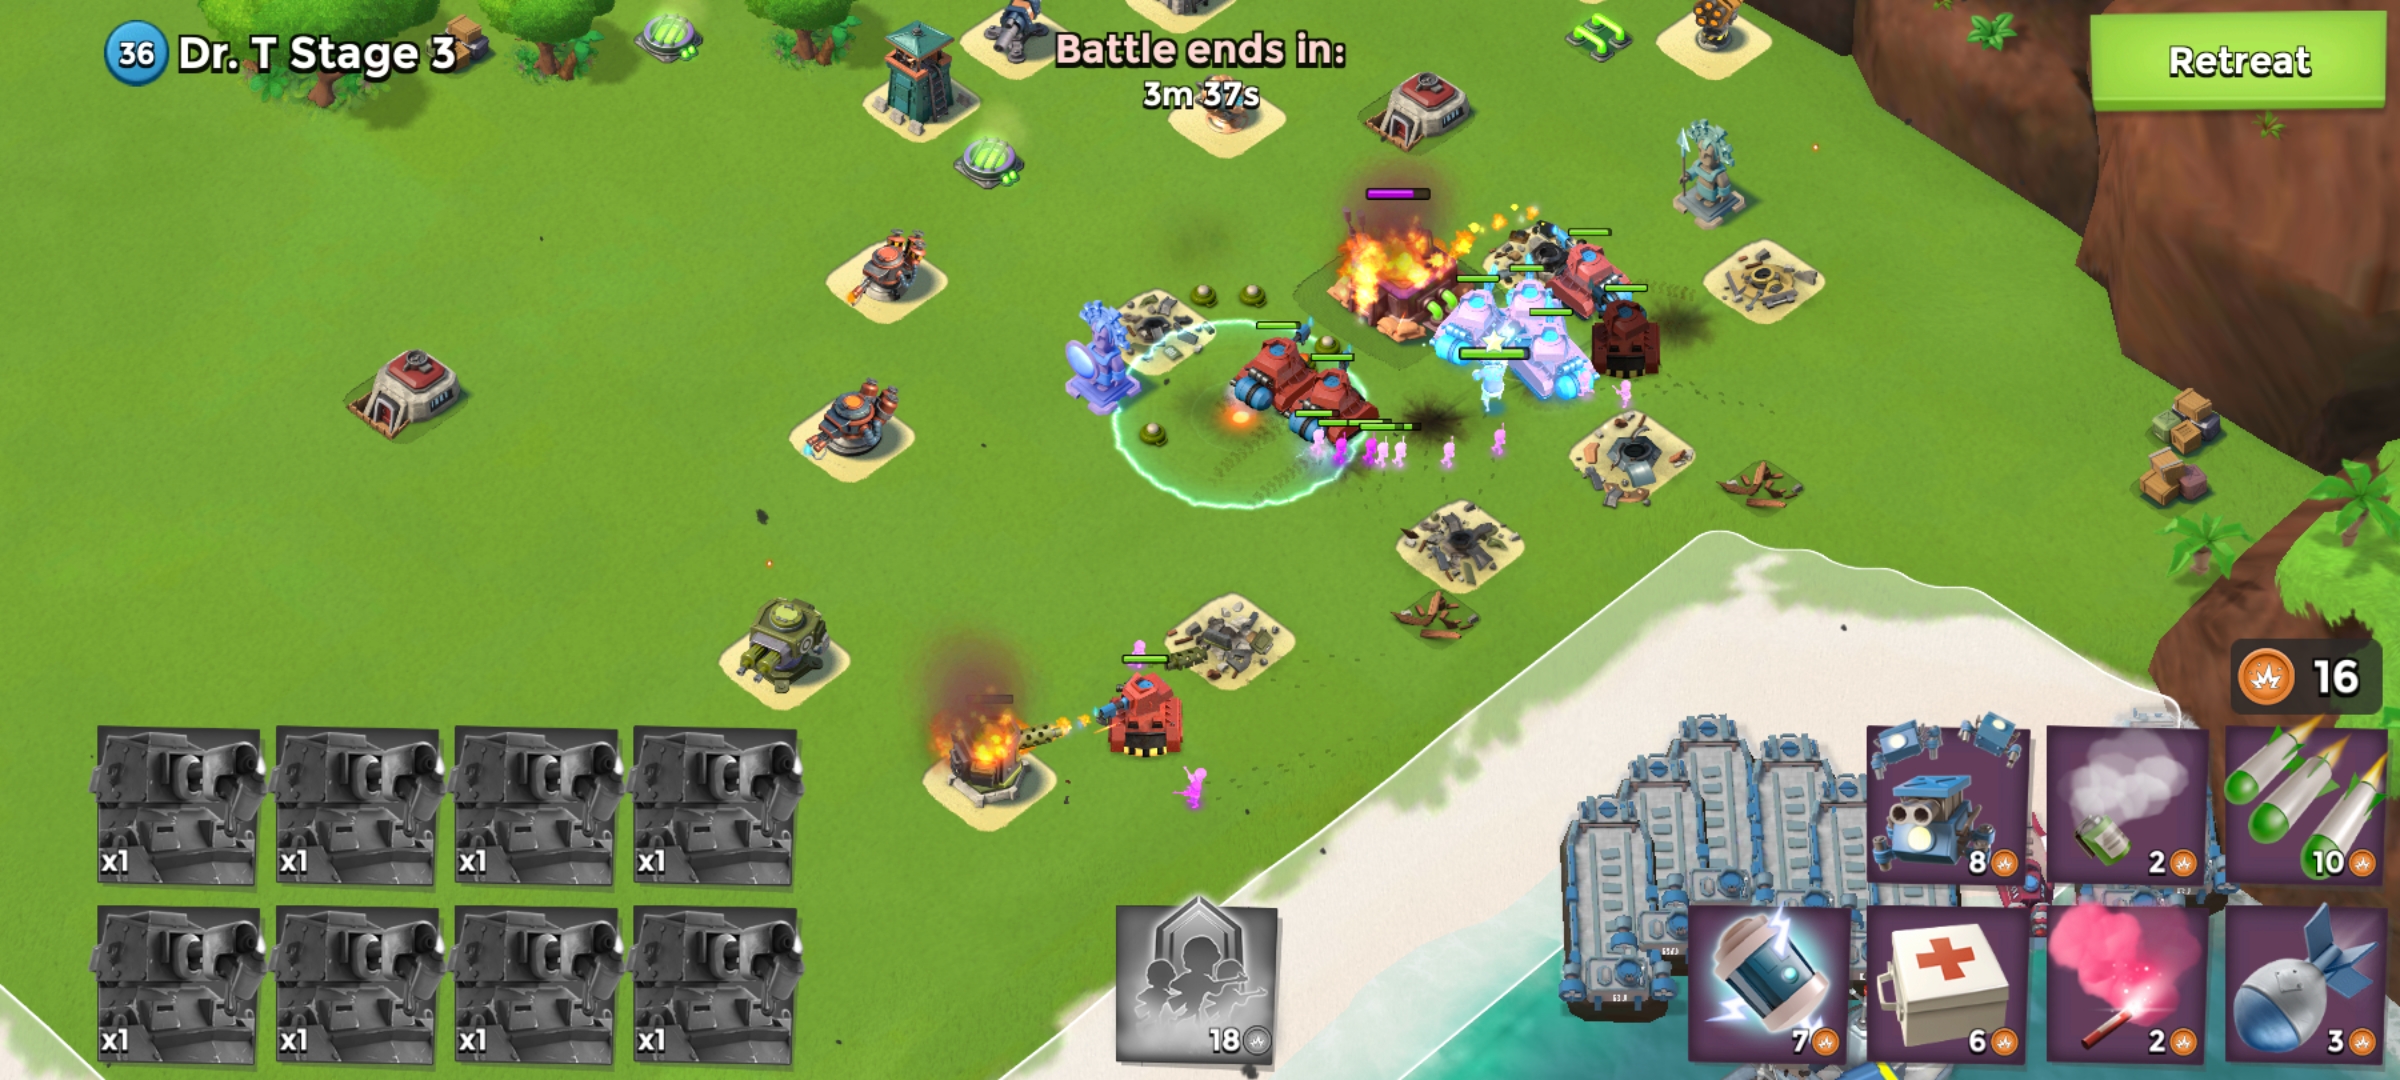 36 Dr. T Stage 3
Battle ends in:
3m 37s
Retreat
16
8
2
10
x1
x1
x1
x1
x1
x1
x1
x1
18
7
6
2
3